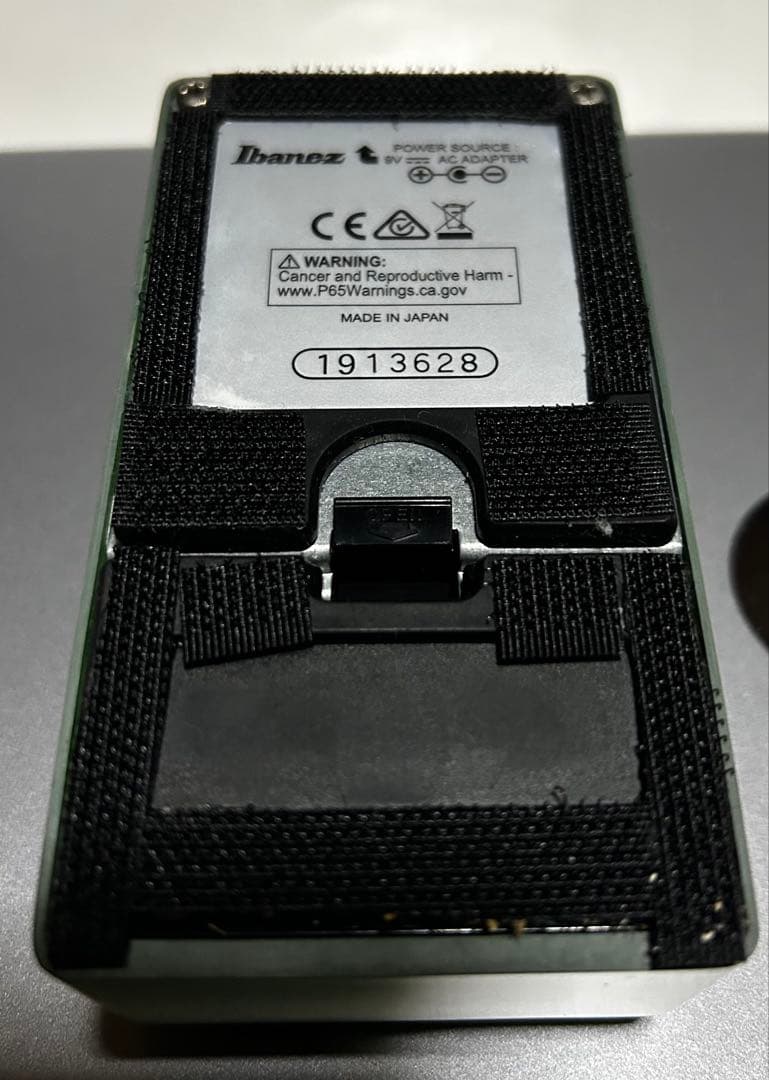 Ibanez POWER SOURCE :
9V AC ADAPTER
CE
WARNING:
Cancer and Reproductive Harm -
www.P65Warnings.ca.gov
MADE IN JAPAN
1913628
OPEN